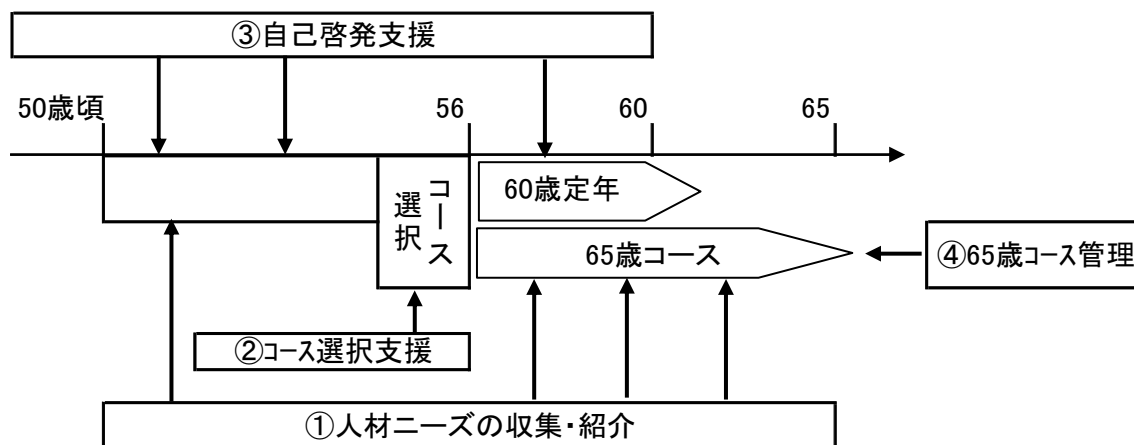 ③自己啓発支援
50歳頃
56
60
65
コース
選択
60歳定年
65歳コース
④65歳コース管理
②コース選択支援
①人材ニーズの収集・紹介